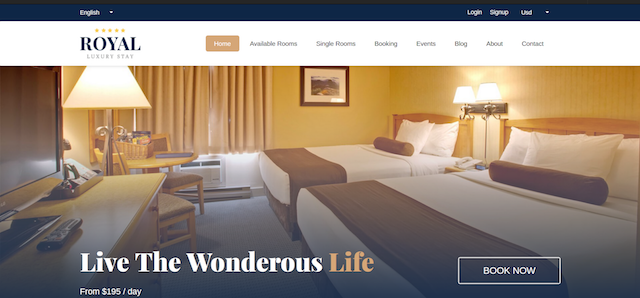 English
Login Signup Usd
ROYAL
LUXURY STAY
Home Available Rooms Single Rooms Booking Events Blog About Contact
Live The Wonderous Life
From $195 / day
BOOK NOW